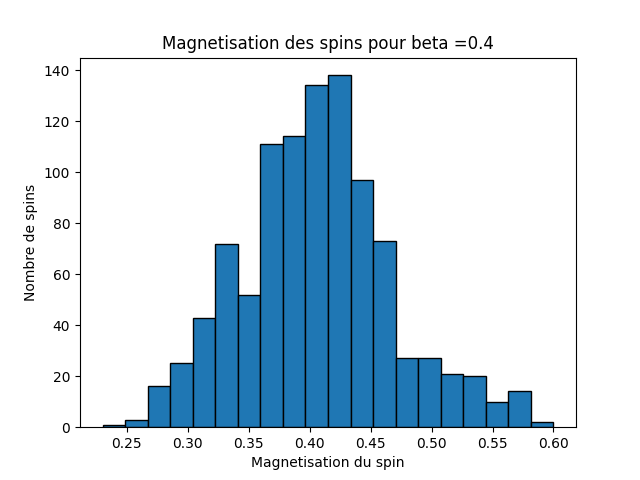 Magnetisation des spins pour beta =0.4
140
120
100
80
60
40
20
0
Nombre de spins
0.25 0.30 0.35 0.40 0.45 0.50 0.55 0.60
Magnetisation du spin